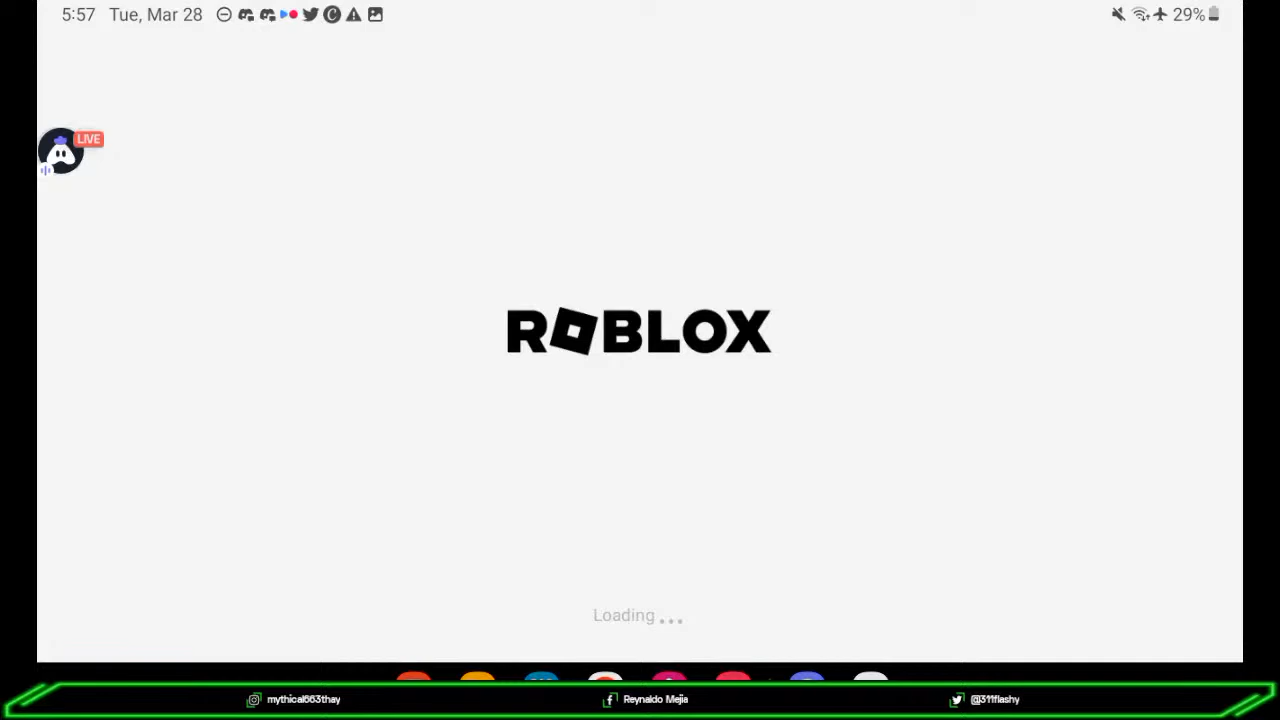 5:57 Tue, Mar 28 29%
LIVE
ROBLOX
Loading...
mythical663thay Reynaldo Mejia @311flashy